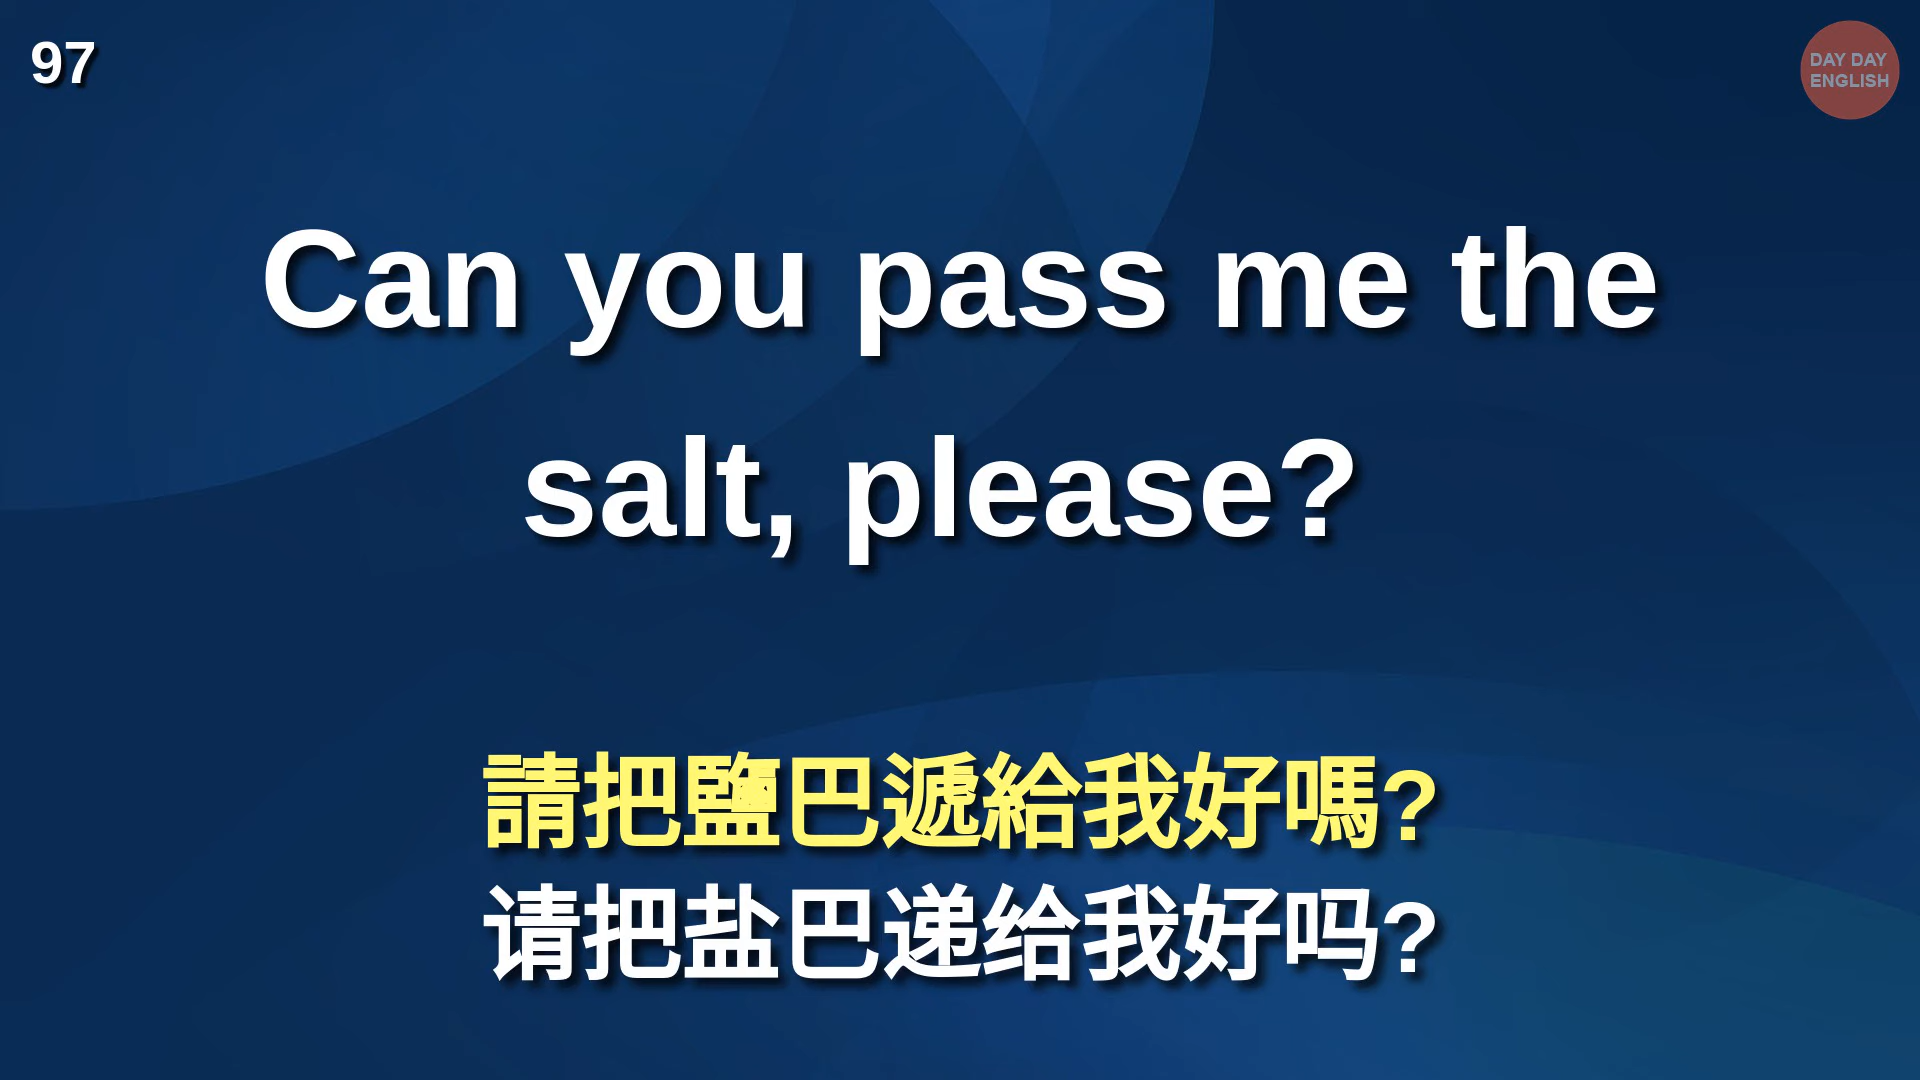 97
DAY DAY
ENGLISH
Can you pass me the
salt, please?
請把鹽巴遞給我好嗎?
请把盐巴递给我好吗?